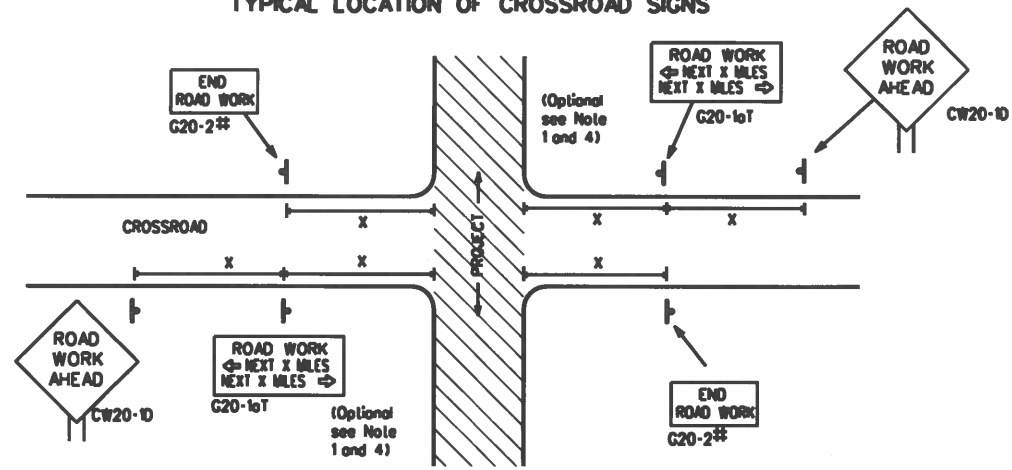 TYPICAL LOCATION OF CROSSROAD SIGNS
END
ROAD WORK
G20-2#
(Optional
see Note
1 and 4)
ROAD WORK
⇦ NEXT X MILES
NEXT X MILES ⇨
G20-1aT
ROAD
WORK
AHEAD
CW20-1D
X
X
X
CROSSROAD
PROJECT
X
X
X
ROAD
WORK
AHEAD
CW20-1D
ROAD WORK
⇦ NEXT X MILES
NEXT X MILES ⇨
G20-1aT
(Optional
see Note
1 and 4)
END
ROAD WORK
G20-2#